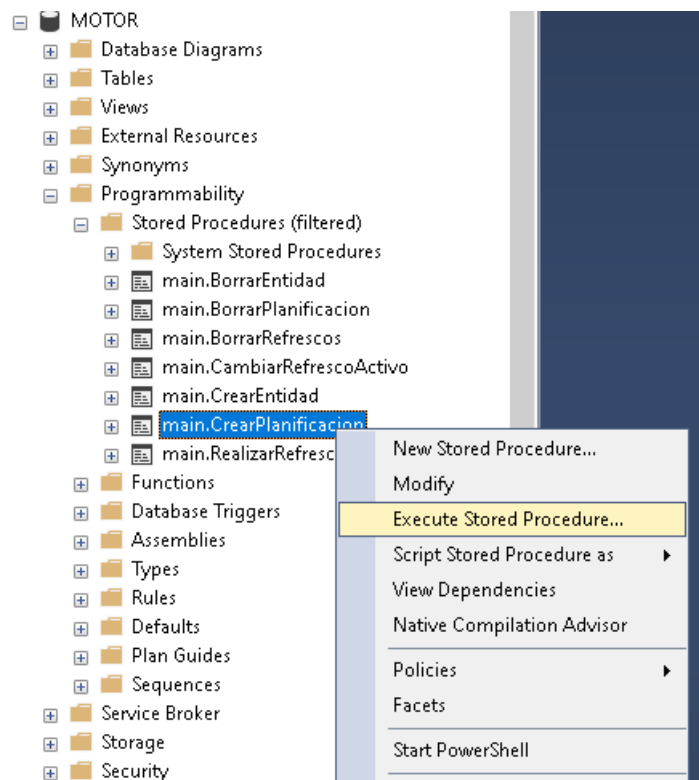 MOTOR
Database Diagrams
Tables
Views
External Resources
Synonyms
Programmability
Stored Procedures (filtered)
System Stored Procedures
main.BorrarEntidad
main.BorrarPlanificacion
main.BorrarRefrescos
main.CambiarRefrescoActivo
main.CrearEntidad
main.CrearPlanificacion
main.RealizarRefresc
Functions
Database Triggers
Assemblies
Types
Rules
Defaults
Plan Guides
Sequences
Service Broker
Storage
Security
New Stored Procedure...
Modify
Execute Stored Procedure...
Script Stored Procedure as
View Dependencies
Native Compilation Advisor
Policies
Facets
Start PowerShell